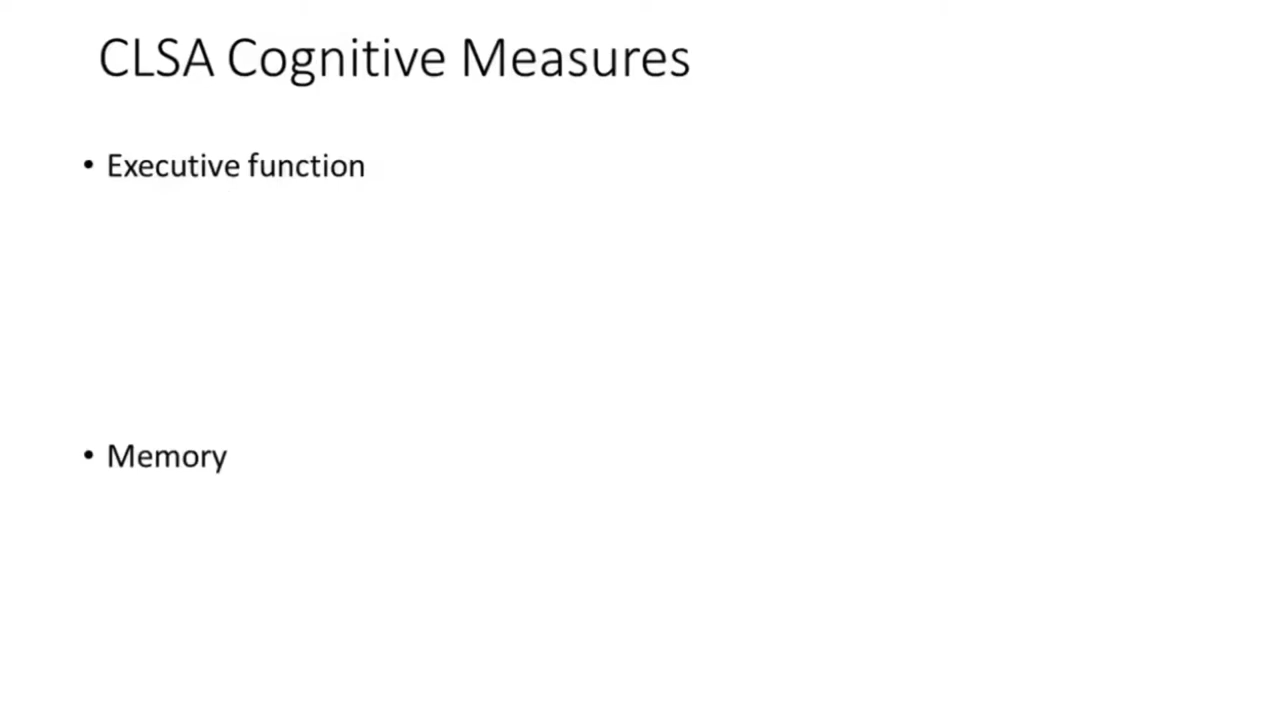 CLSA Cognitive Measures
• Executive function
• Memory